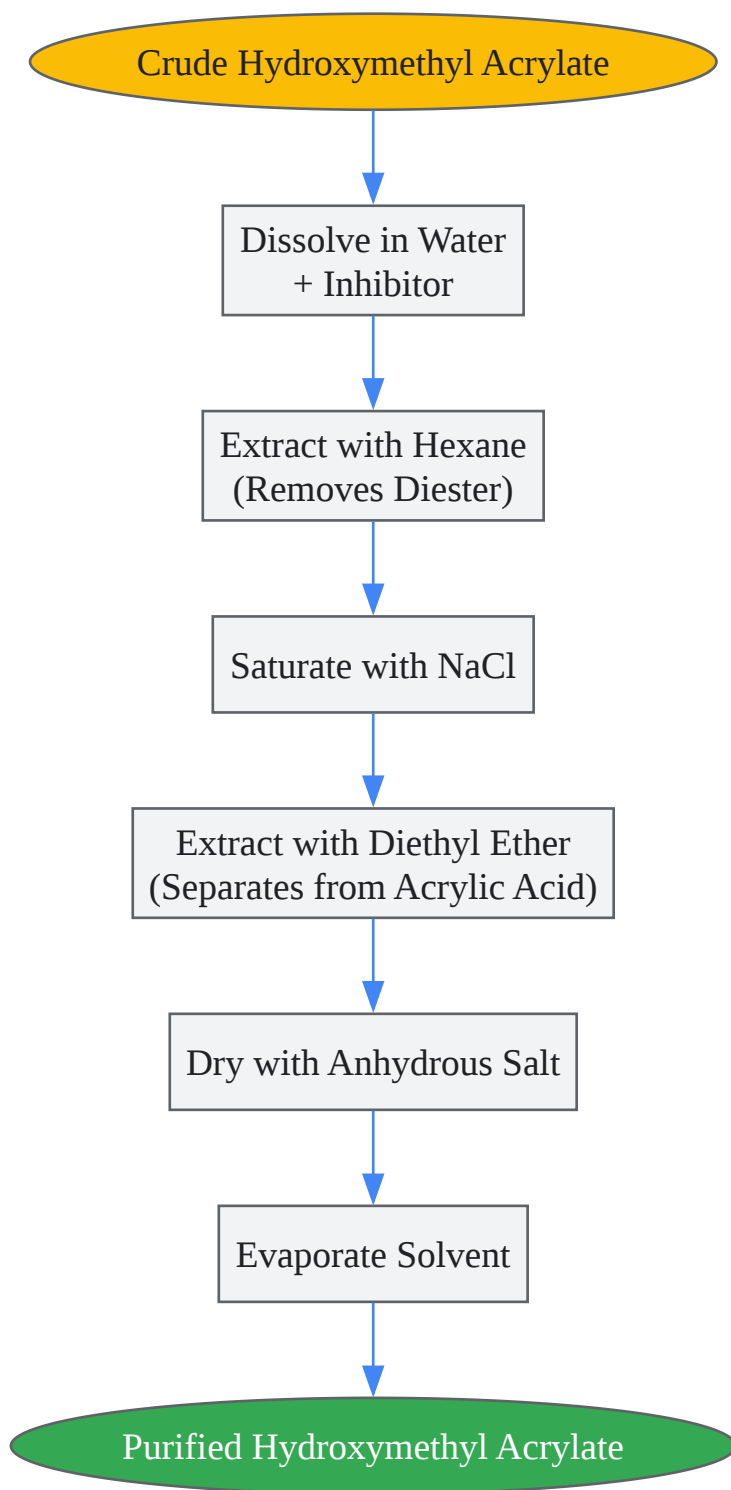 Crude Hydroxymethyl Acrylate
Dissolve in Water
+ Inhibitor
Extract with Hexane
(Removes Diester)
Saturate with NaCl
Extract with Diethyl Ether
(Separates from Acrylic Acid)
Dry with Anhydrous Salt
Evaporate Solvent
Purified Hydroxymethyl Acrylate